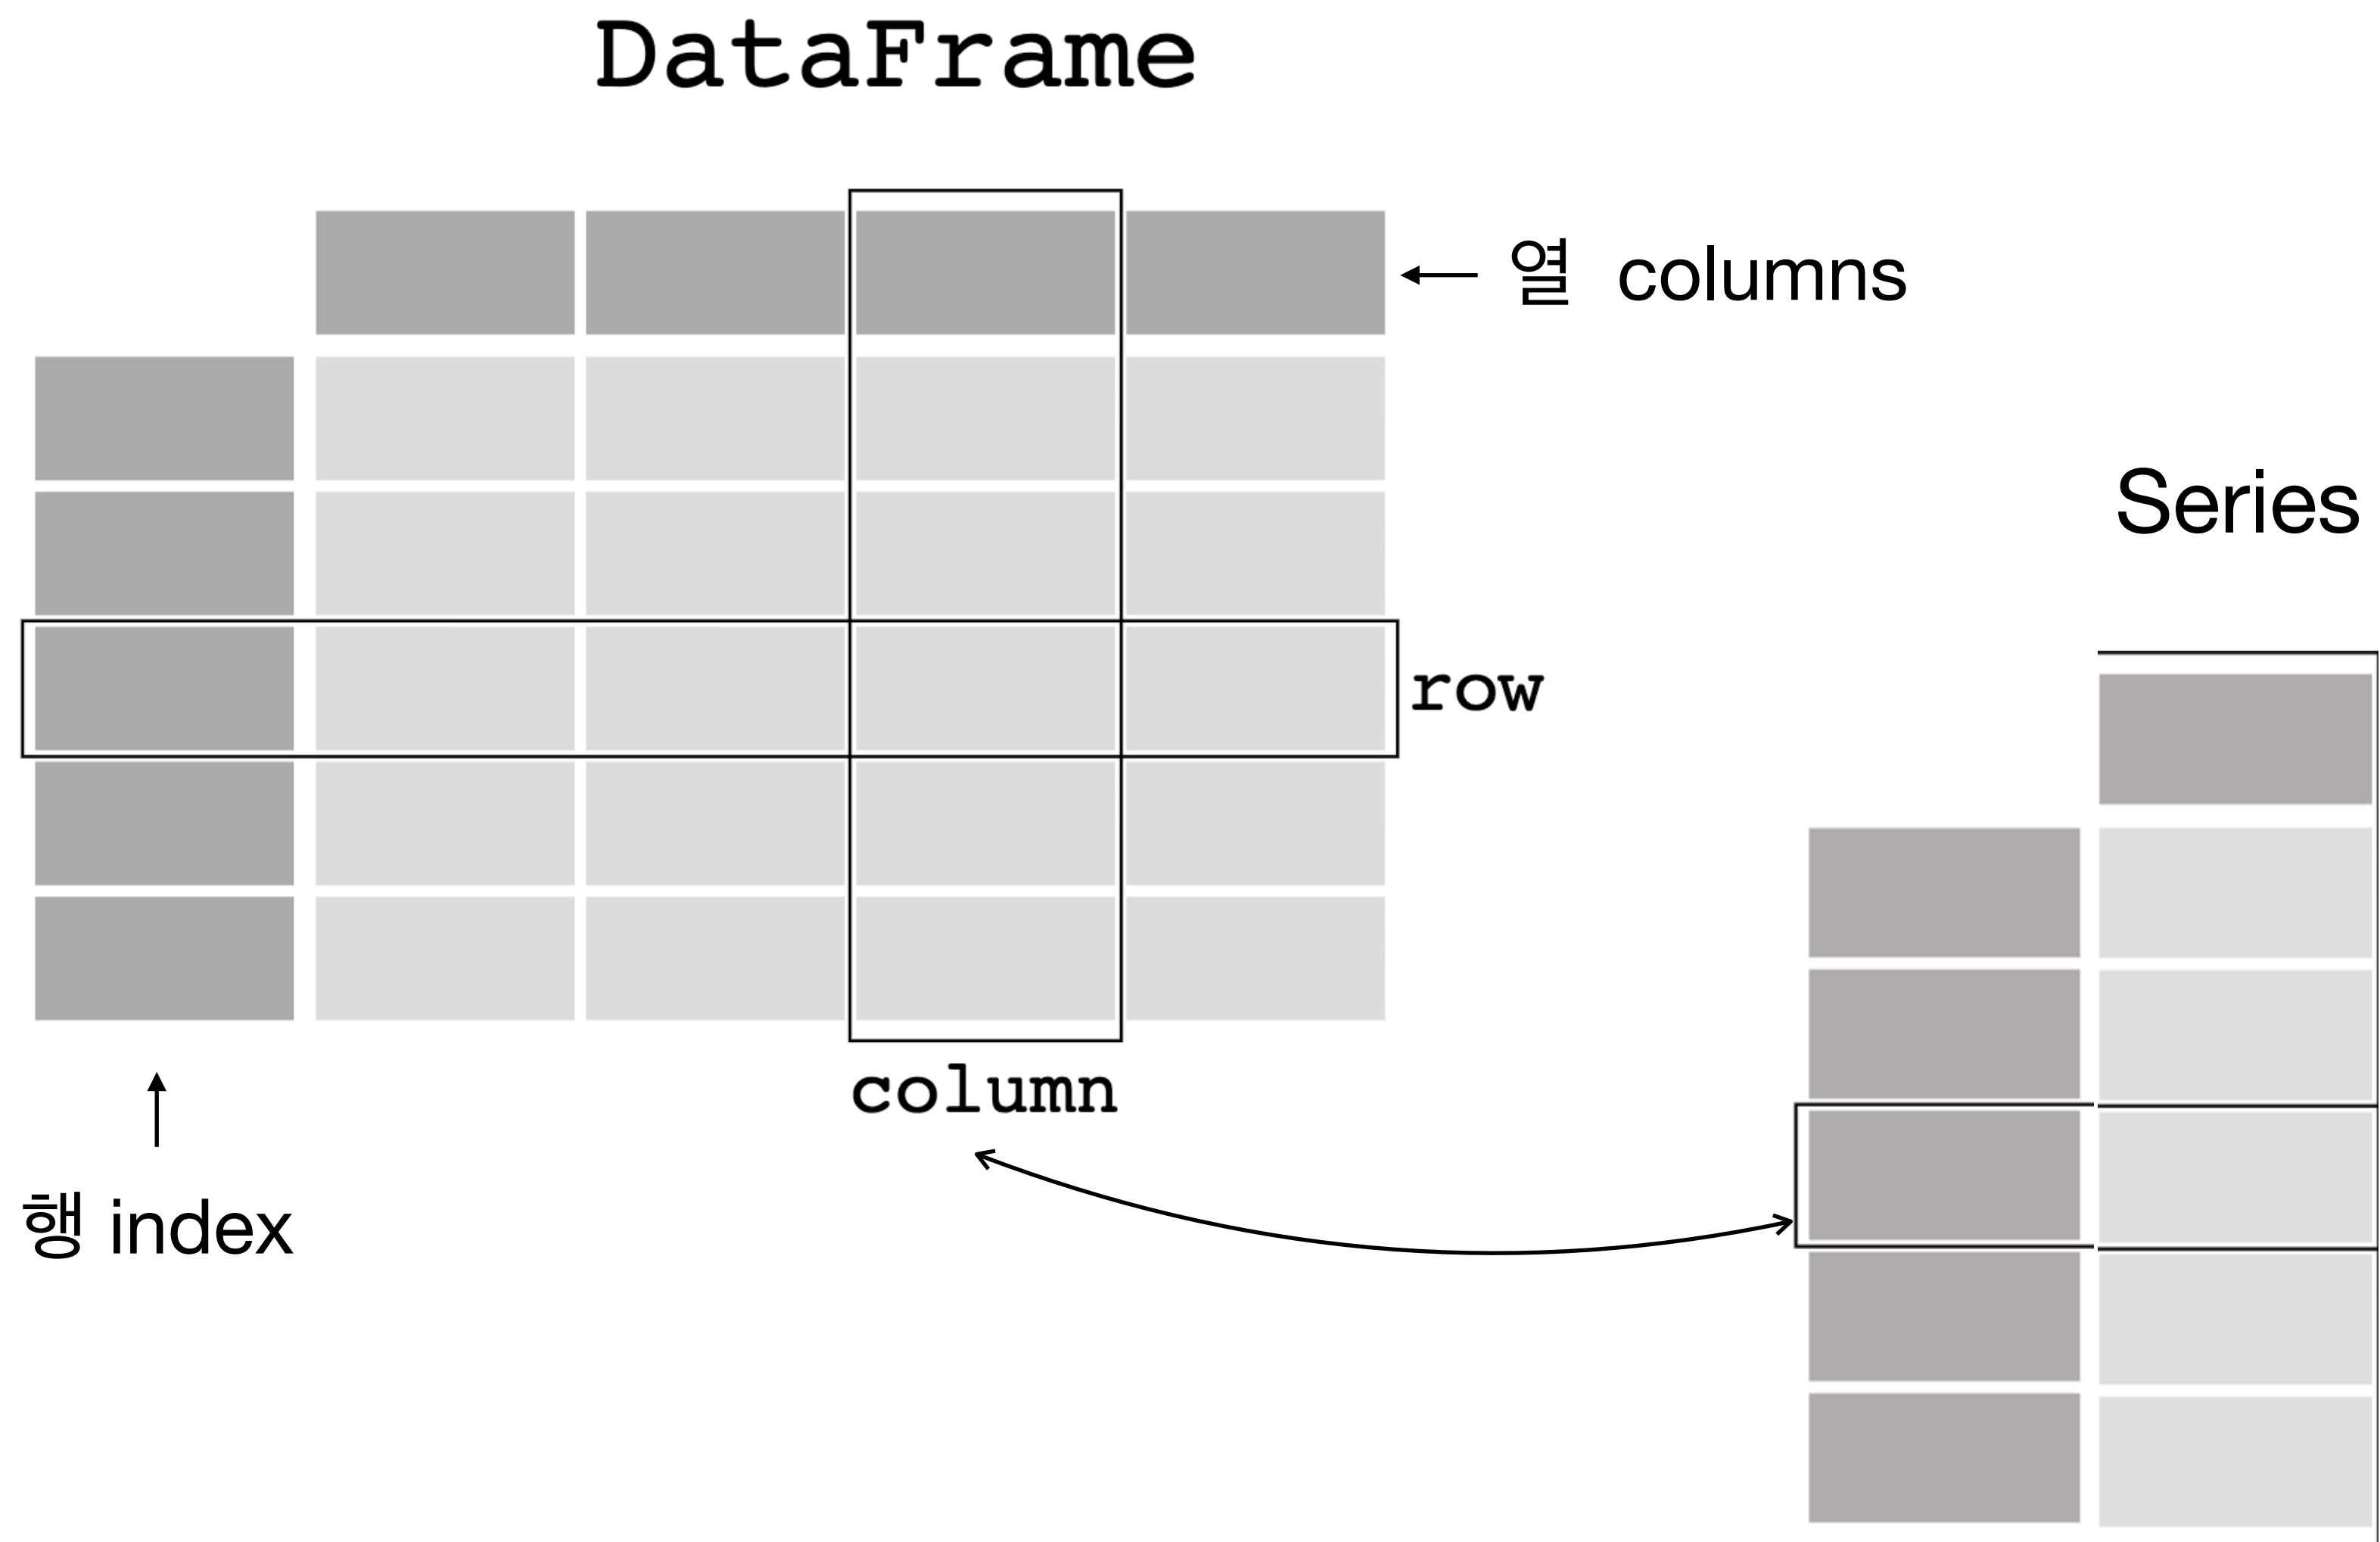 DataFrame
열 columns
Series
row
column
행 index